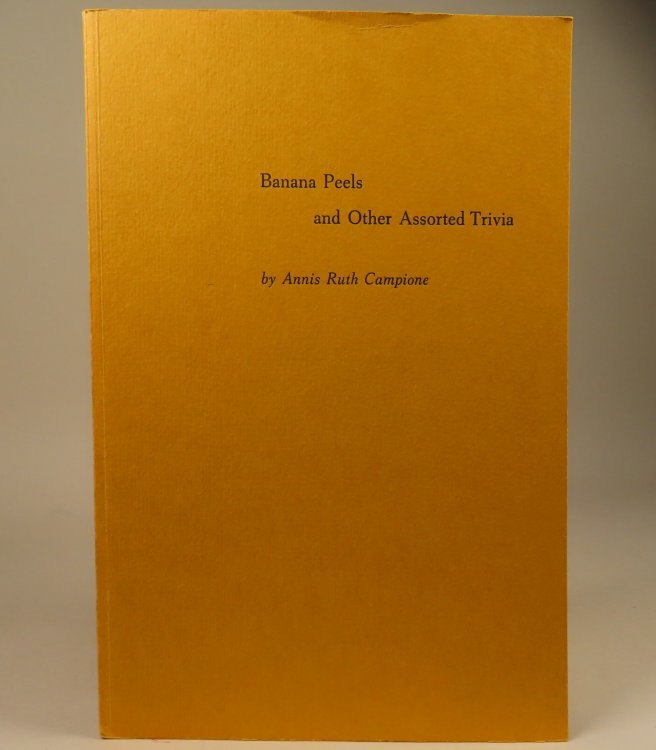 Banana Peels
and Other Assorted Trivia
by Annis Ruth Campione